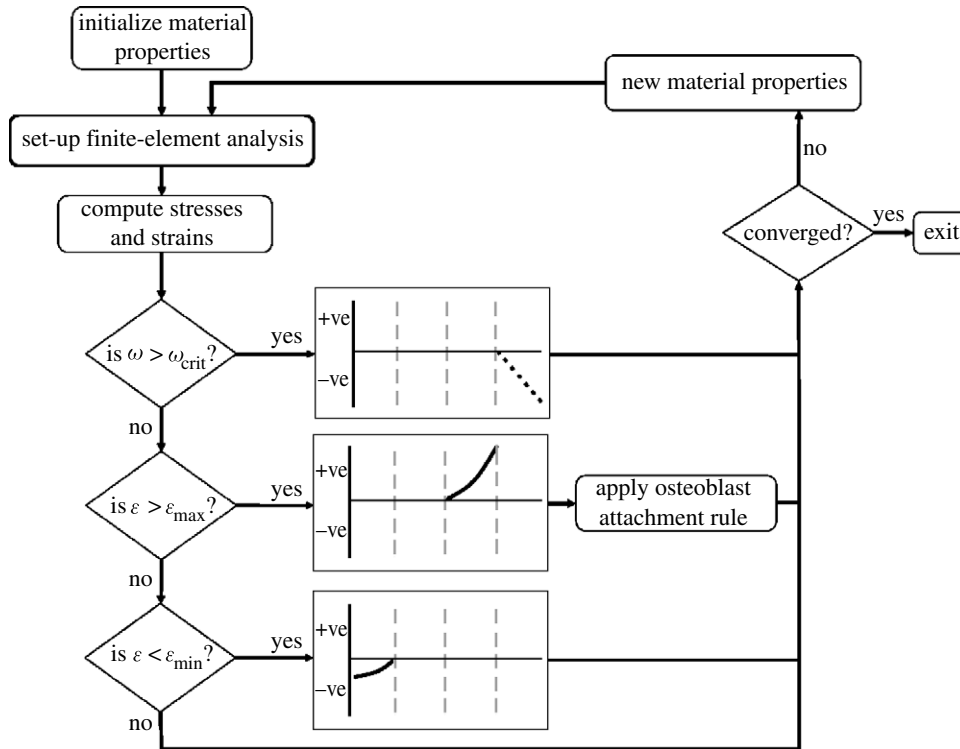 initialize material
properties
new material properties
set-up finite-element analysis
no
compute stresses
and strains
converged?
yes
exit
is ω > ω_crit?
yes
+ve
–ve
no
is ε > ε_max?
yes
+ve
–ve
apply osteoblast
attachment rule
no
is ε < ε_min?
yes
+ve
–ve
no